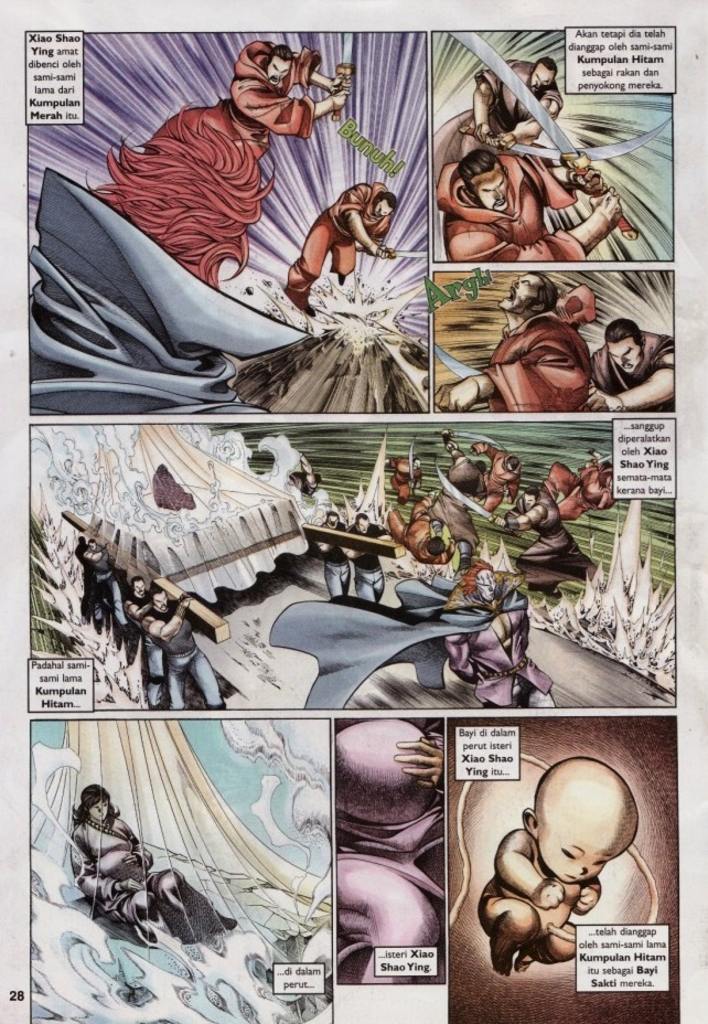 Xiao Shao
Ying amat
dibenci oleh
sami-sami
lama dari
Kumpulan
Merah itu.
Bunuh!
Akan tetapi dia telah
dianggap oleh sami-sami
Kumpulan Hitam
sebagai rakan dan
penyokong mereka.
Argh!
...sanggup
diperalatkan
oleh Xiao
Shao Ying
semata-mata
kerana bayi...
Padahal sami-
sami lama
Kumpulan
Hitam...
...di dalam
perut...
...isteri Xiao
Shao Ying.
Bayi di dalam
perut isteri
Xiao Shao
Ying itu...
...telah dianggap
oleh sami-sami lama
Kumpulan Hitam
itu sebagai Bayi
Sakti mereka.
28